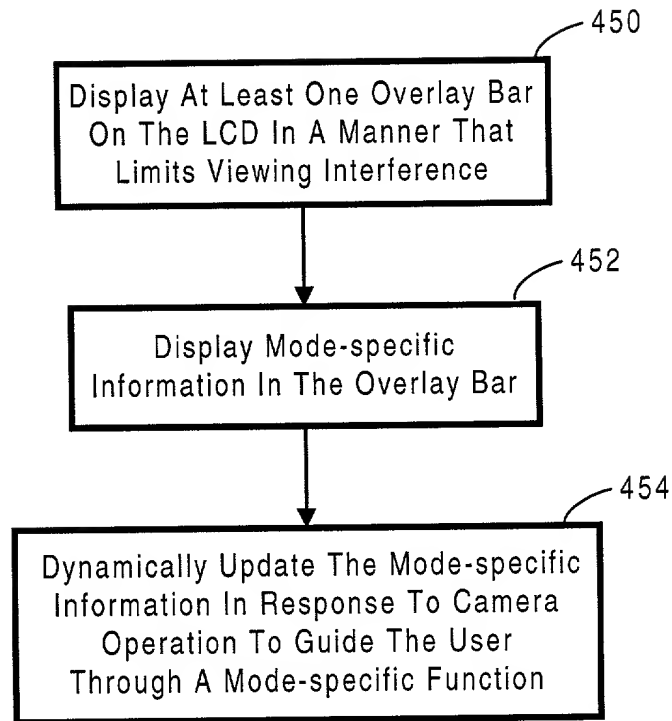 450
Display At Least One Overlay Bar
On The LCD In A Manner That
Limits Viewing Interference
452
Display Mode-specific
Information In The Overlay Bar
454
Dynamically Update The Mode-specific
Information In Response To Camera
Operation To Guide The User
Through A Mode-specific Function